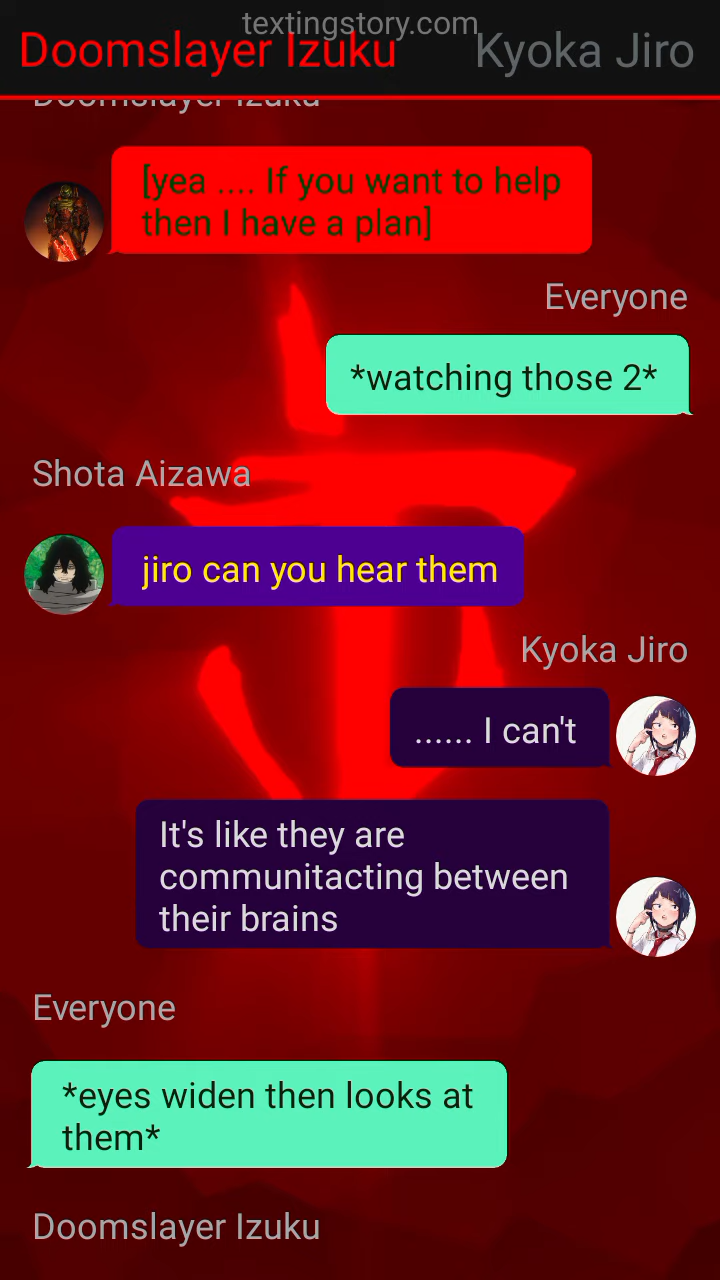 textingstory.com
Doomslayer Izuku
Kyoka Jiro
Doomslayer Izuku
[yea .... If you want to help
then I have a plan]
Everyone
*watching those 2*
Shota Aizawa
jiro can you hear them
Kyoka Jiro
...... I can't
It's like they are
communitacting between
their brains
Everyone
*eyes widen then looks at
them*
Doomslayer Izuku